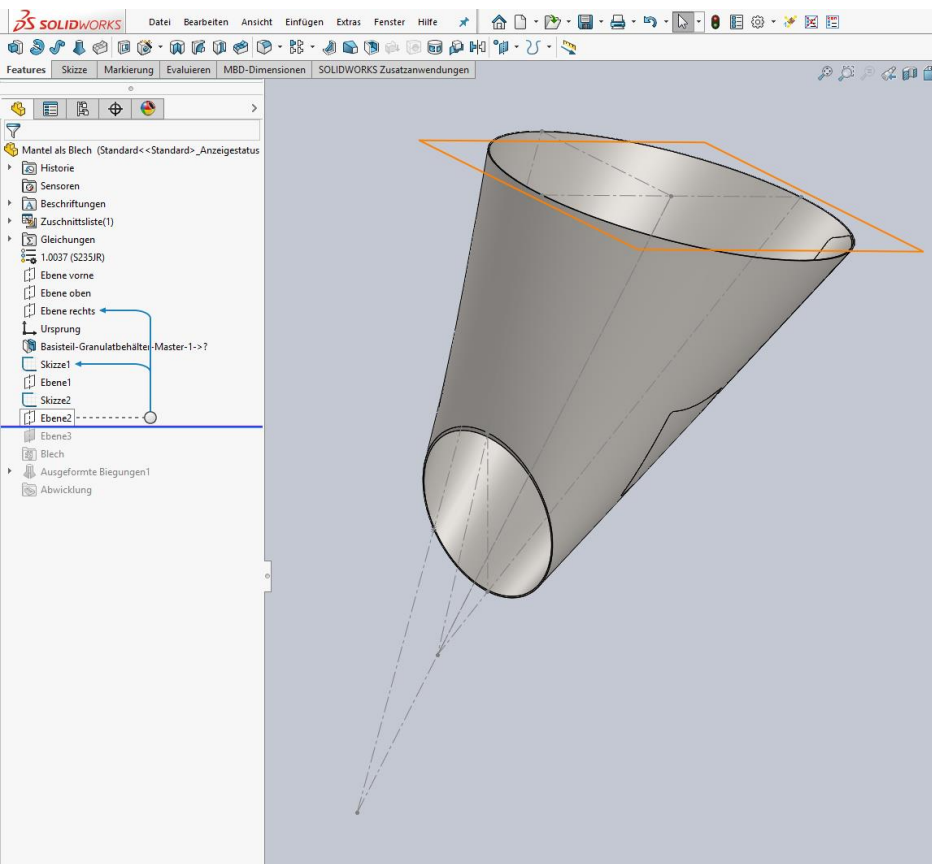 SOLIDWORKS Datei Bearbeiten Ansicht Einfügen Extras Fenster Hilfe
Features Skizze Markierung Evaluieren MBD-Dimensionen SOLIDWORKS Zusatzanwendungen
Mantel als Blech (Standard<<Standard>_Anzeigestatus
Historie
Sensoren
Beschriftungen
Zuschnittsliste(1)
Gleichungen
1.0037 (S235JR)
Ebene vorne
Ebene oben
Ebene rechts
Ursprung
Basisteil-Granulatbehälter-Master-1->?
Skizze1
Ebene1
Skizze2
Ebene2
Ebene3
Blech
Ausgeformte Biegungen1
Abwicklung